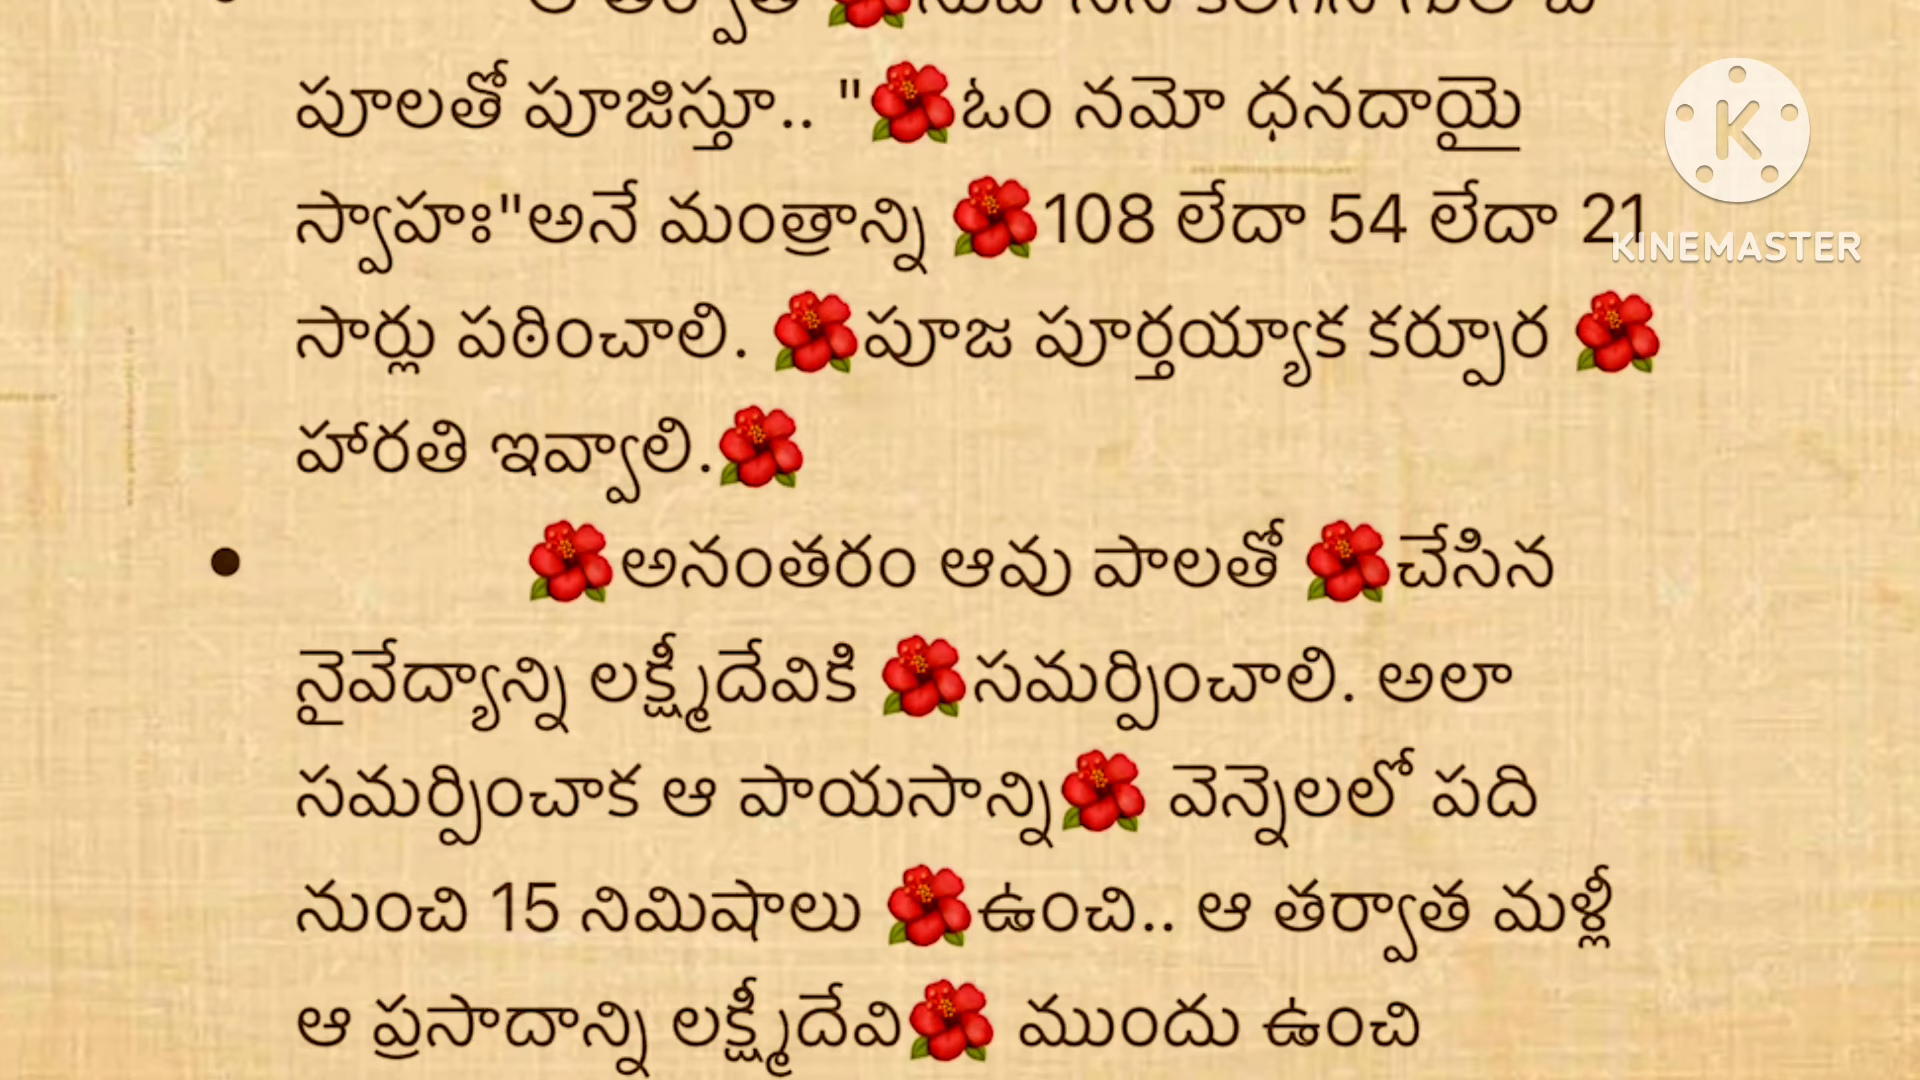 ఆ తర్వాత
పూలతో పూజిస్తూ.. "🌺ఓం నమో ధనదాయై
స్వాహః"అనే మంత్రాన్ని 🌺108 లేదా 54 లేదా 21
సార్లు పఠించాలి. 🌺పూజ పూర్తయ్యాక కర్పూర 🌺
హారతి ఇవ్వాలి.🌺
• 🌺అనంతరం ఆవు పాలతో 🌺చేసిన
నైవేద్యాన్ని లక్ష్మీదేవికి 🌺సమర్పించాలి. అలా
సమర్పించాక ఆ పాయసాన్ని🌺 వెన్నెలలో పది
నుంచి 15 నిమిషాలు 🌺ఉంచి.. ఆ తర్వాత మళ్లీ
ఆ ప్రసాదాన్ని లక్ష్మీదేవి🌺 ముందు ఉంచి
KINEMASTER